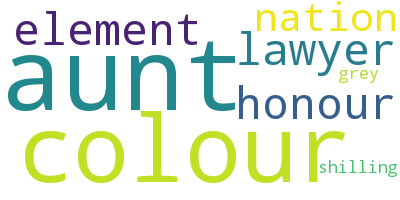 nation
element
lawyer
aunt
grey
honour
colour
shilling